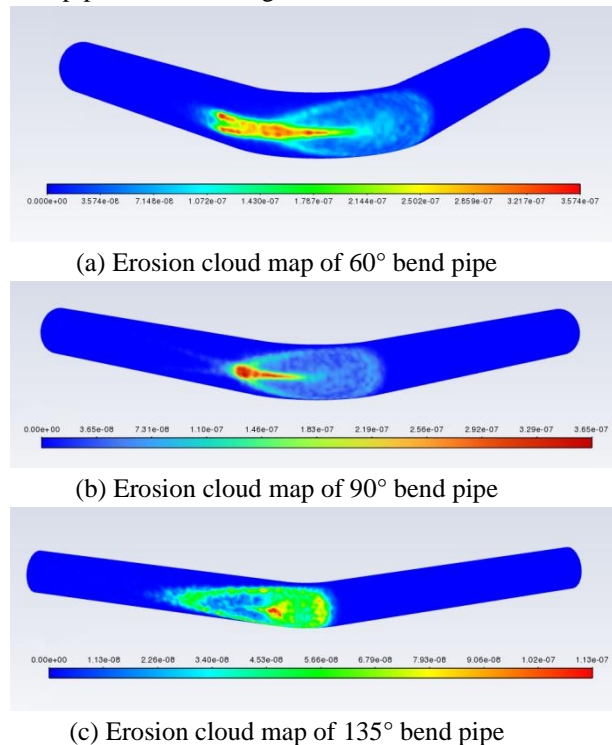 0.000e+00 3.574e-08 7.148e-08 1.072e-07 1.430e-07 1.787e-07 2.144e-07 2.502e-07 2.859e-07 3.217e-07 3.574e-07
(a) Erosion cloud map of 60° bend pipe
0.00e+00 3.65e-08 7.31e-08 1.10e-07 1.46e-07 1.83e-07 2.19e-07 2.56e-07 2.92e-07 3.29e-07 3.65e-07
(b) Erosion cloud map of 90° bend pipe
0.00e+00 1.13e-08 2.26e-08 3.40e-08 4.53e-08 5.66e-08 6.79e-08 7.93e-08 9.06e-08 1.02e-07 1.13e-07
(c) Erosion cloud map of 135° bend pipe